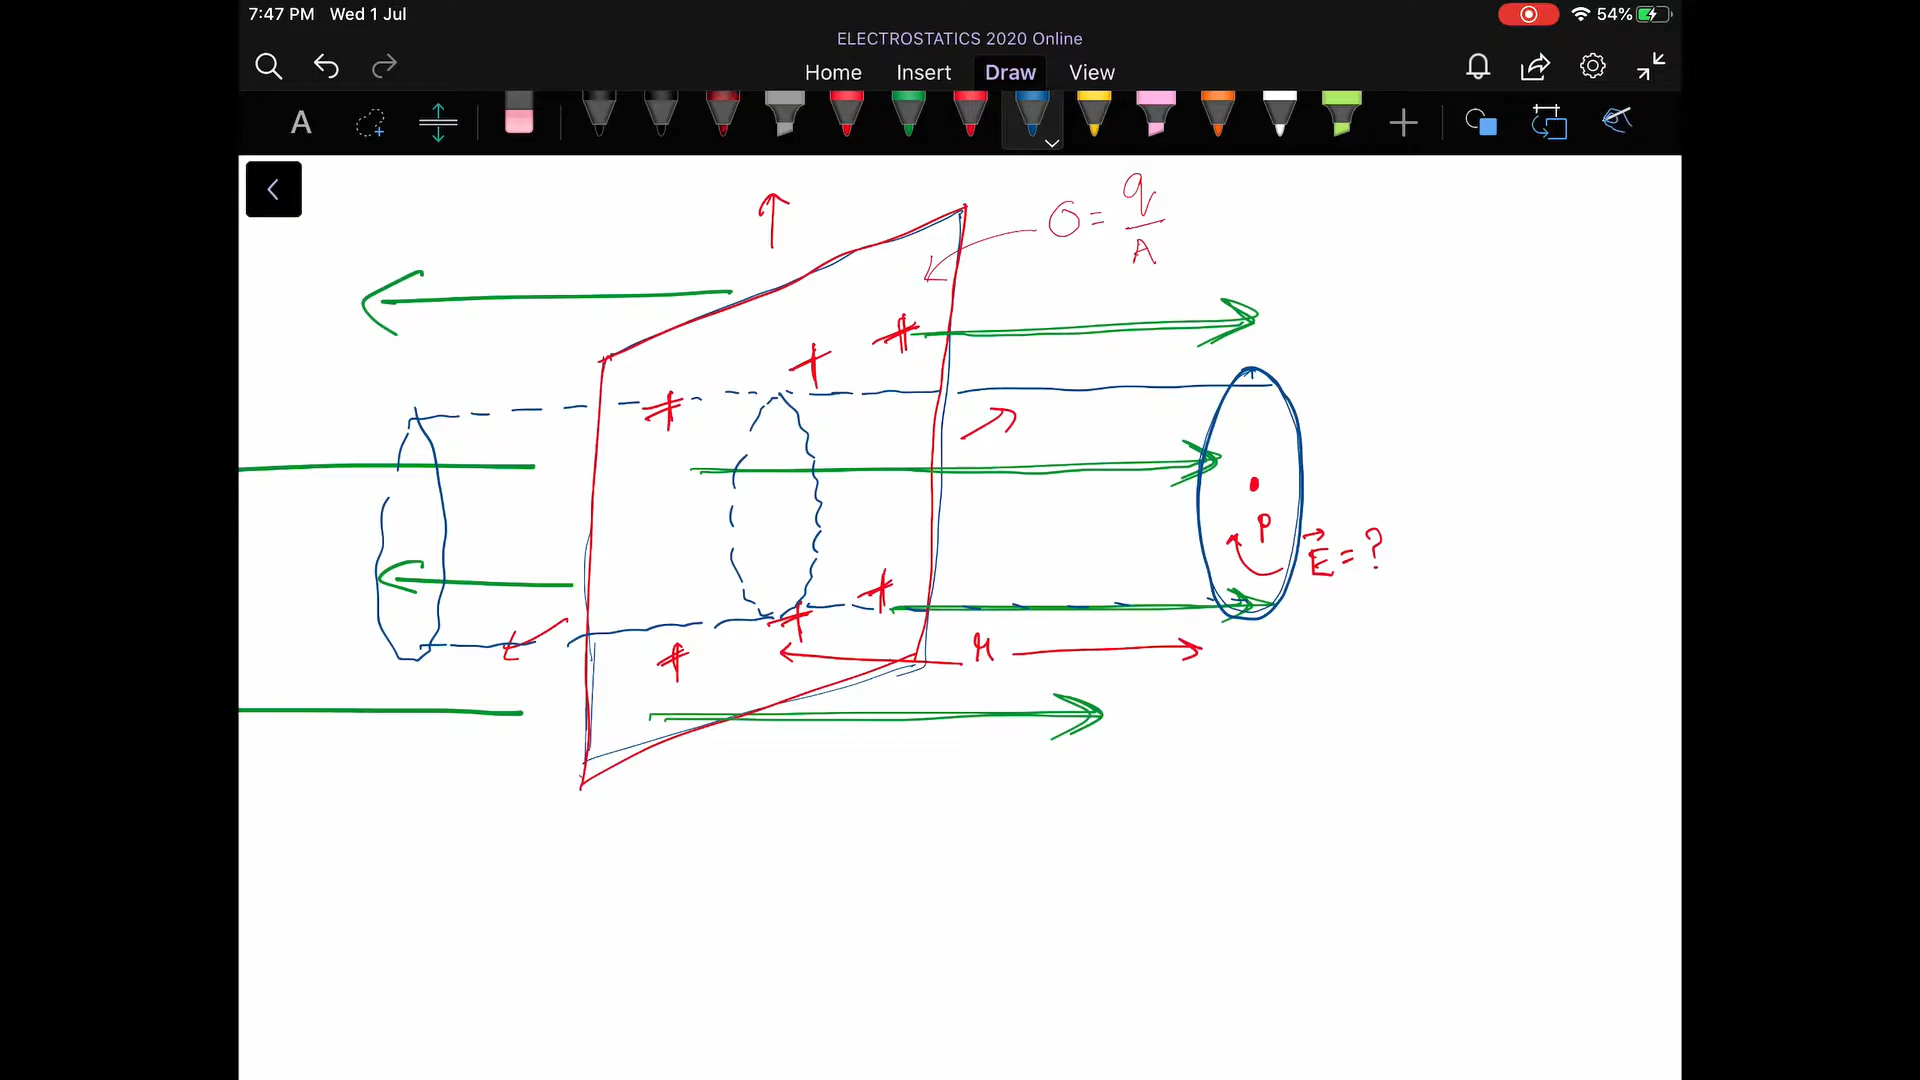 7:47 PM Wed 1 Jul
54%
ELECTROSTATICS 2020 Online
Home Insert Draw View
A
σ = q/A
P
E⃗ = ?
r